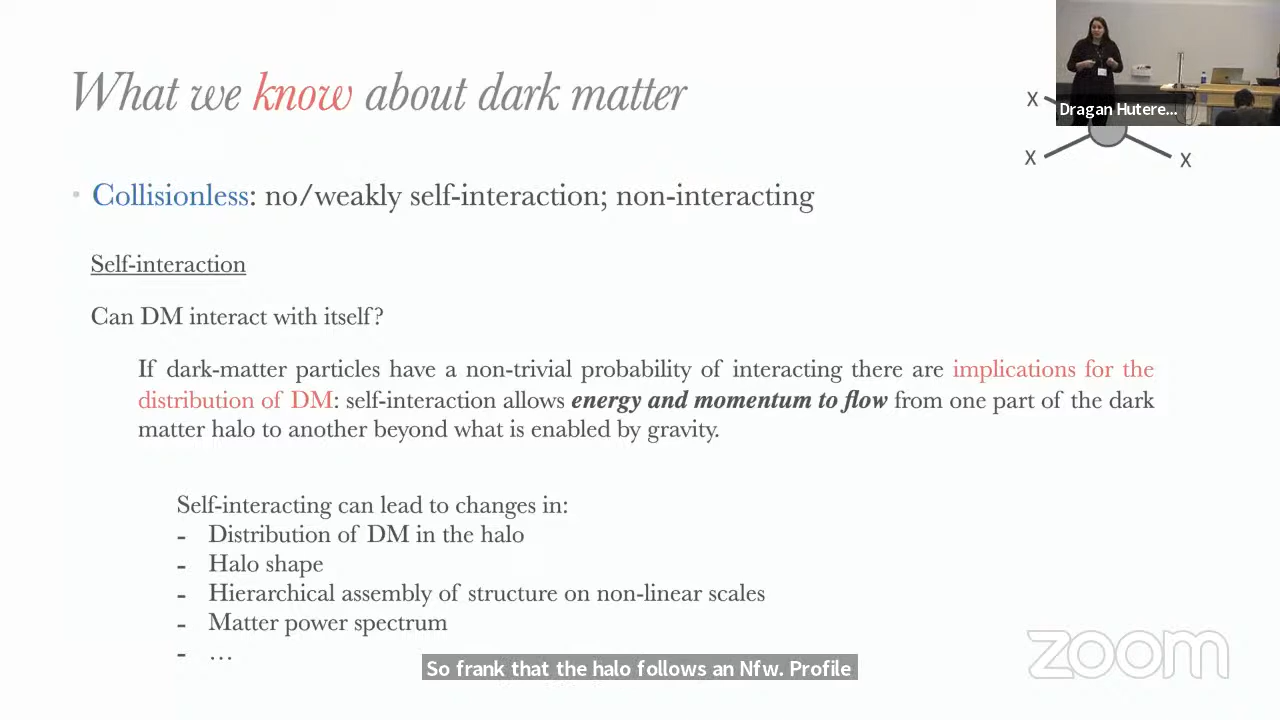 What we know about dark matter
X
Dragan Hutere...
X
X
• Collisionless: no/weakly self-interaction; non-interacting
Self-interaction
Can DM interact with itself?
If dark-matter particles have a non-trivial probability of interacting there are implications for the
distribution of DM: self-interaction allows energy and momentum to flow from one part of the dark
matter halo to another beyond what is enabled by gravity.
Self-interacting can lead to changes in:
- Distribution of DM in the halo
- Halo shape
- Hierarchical assembly of structure on non-linear scales
- Matter power spectrum
- …
zoom
So frank that the halo follows an Nfw. Profile